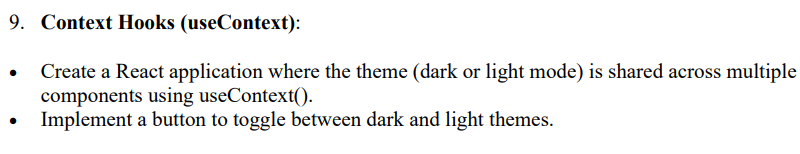 9. Context Hooks (useContext):
• Create a React application where the theme (dark or light mode) is shared across multiple
components using useContext().
• Implement a button to toggle between dark and light themes.